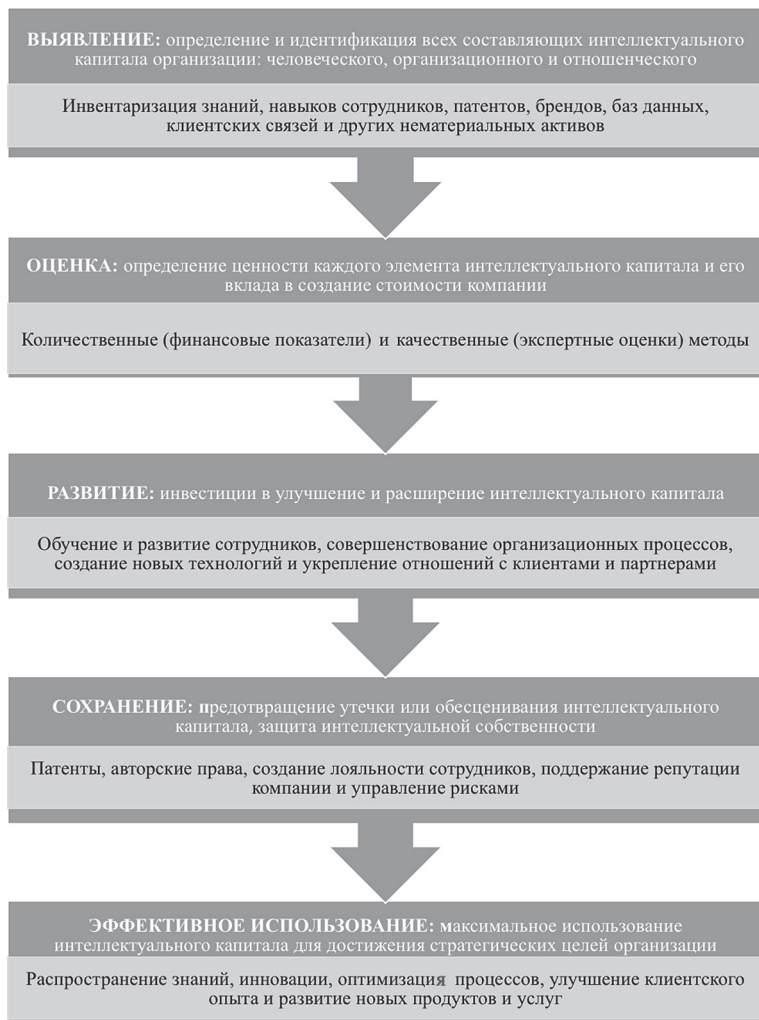 ВЫЯВЛЕНИЕ: определение и идентификация всех составляющих интеллектуального
капитала организации: человеческого, организационного и отношенческого
Инвентаризация знаний, навыков сотрудников, патентов, брендов, баз данных,
клиентских связей и других нематериальных активов
ОЦЕНКА: определение ценности каждого элемента интеллектуального капитала и его
вклада в создание стоимости компании
Количественные (финансовые показатели) и качественные (экспертные оценки) методы
РАЗВИТИЕ: инвестиции в улучшение и расширение интеллектуального капитала
Обучение и развитие сотрудников, совершенствование организационных процессов,
создание новых технологий и укрепление отношений с клиентами и партнерами
СОХРАНЕНИЕ: предотвращение утечки или обесценивания интеллектуального
капитала, защита интеллектуальной собственности
Патенты, авторские права, создание лояльности сотрудников, поддержание репутации
компании и управление рисками
ЭФФЕКТИВНОЕ ИСПОЛЬЗОВАНИЕ: максимальное использование
интеллектуального капитала для достижения стратегических целей организации
Распространение знаний, инновации, оптимизация процессов, улучшение клиентского
опыта и развитие новых продуктов и услуг